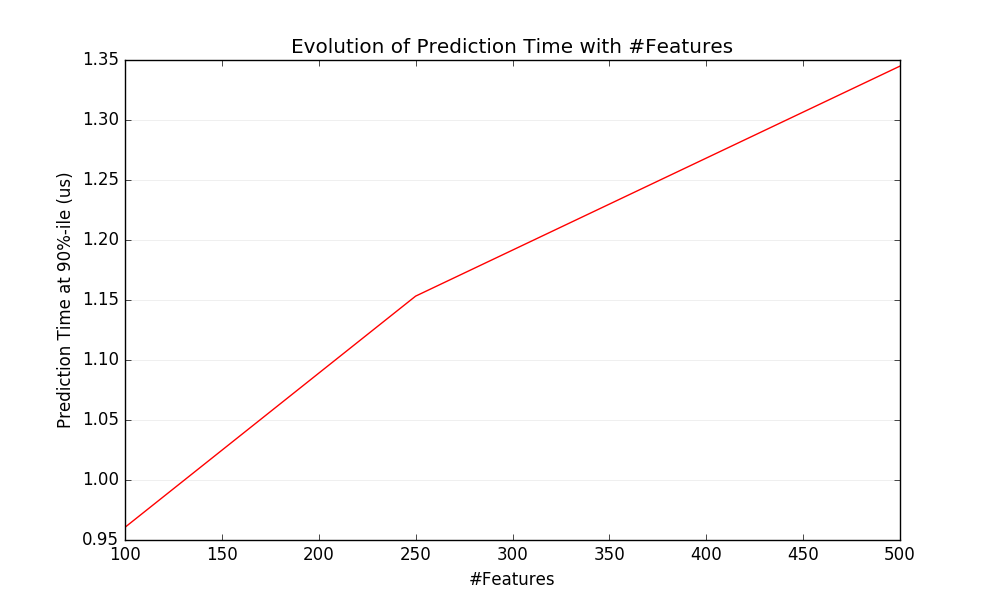 Evolution of Prediction Time with #Features
1.35
1.30
1.25
1.20
1.15
1.10
1.05
1.00
0.95
Prediction Time at 90%-ile (us)
100 150 200 250 300 350 400 450 500
#Features